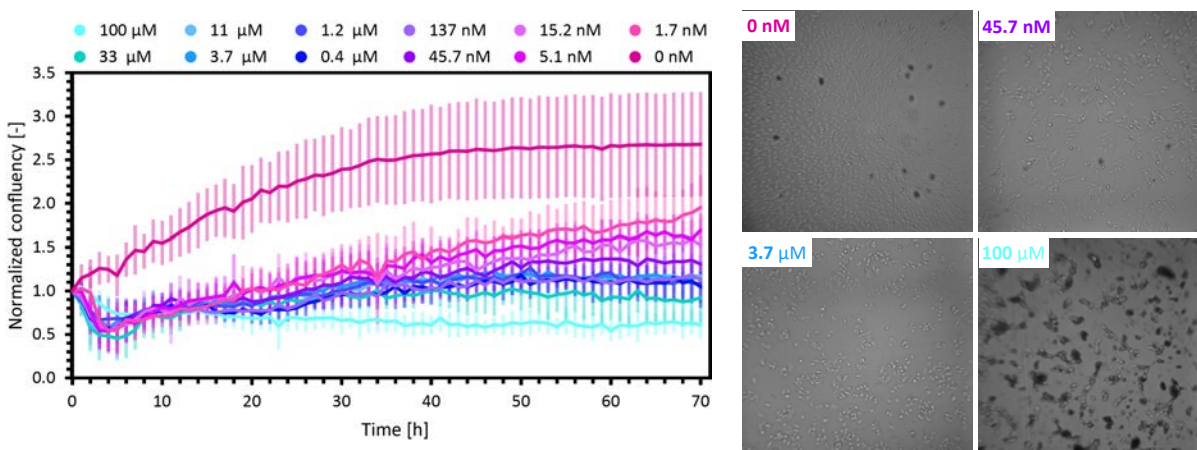 100 µM 11 µM 1.2 µM 137 nM 15.2 nM 1.7 nM
33 µM 3.7 µM 0.4 µM 45.7 nM 5.1 nM 0 nM
Normalized confluency [-]
3.5
3.0
2.5
2.0
1.5
1.0
0.5
0.0
0 10 20 30 40 50 60 70
Time [h]
0 nM
45.7 nM
3.7 µM
100 µM